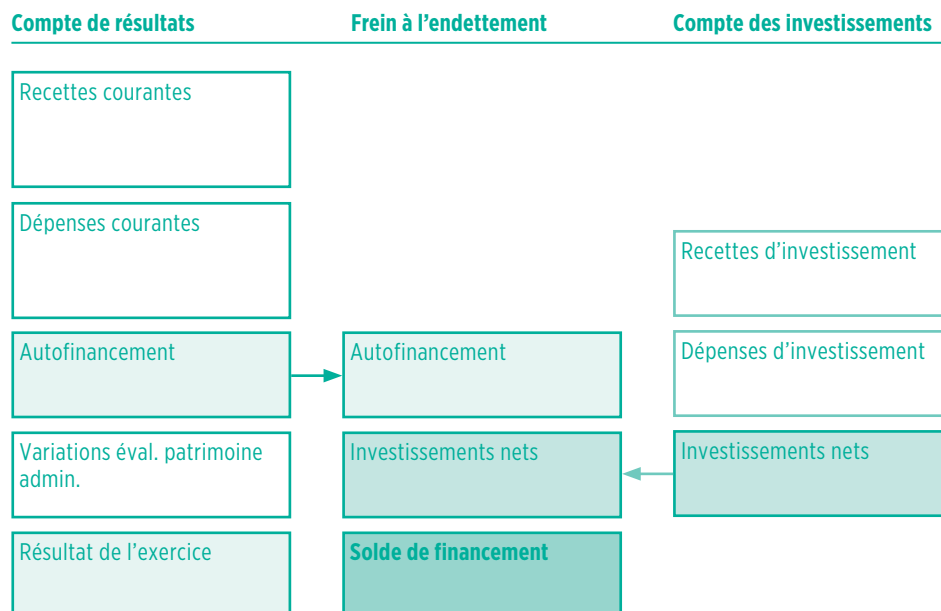 Compte de résultats
Frein à l’endettement
Compte des investissements
Recettes courantes
Dépenses courantes
Recettes d’investissement
Autofinancement
Autofinancement
Dépenses d’investissement
Variations éval. patrimoine
admin.
Investissements nets
Investissements nets
Résultat de l’exercice
Solde de financement